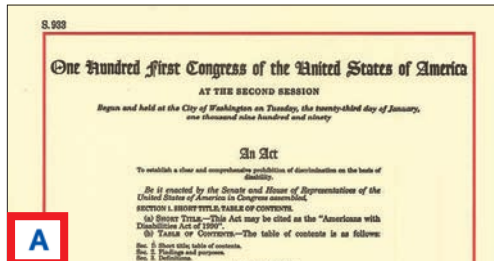 S. 933
One Hundred First Congress of the United States of America
AT THE SECOND SESSION
Begun and held at the City of Washington on Tuesday, the twenty-third day of January,
one thousand nine hundred and ninety
An Act
To establish a clear and comprehensive prohibition of discrimination on the basis of
disability.
Be it enacted by the Senate and House of Representatives of the
United States of America in Congress assembled,
SECTION 1. SHORT TITLE; TABLE OF CONTENTS.
(a) SHORT TITLE.—This Act may be cited as the "Americans with
Disabilities Act of 1990".
(b) TABLE OF CONTENTS.—The table of contents is as follows:
Sec. 1. Short title; table of contents.
Sec. 2. Findings and purposes.
Sec. 3. Definitions.
A